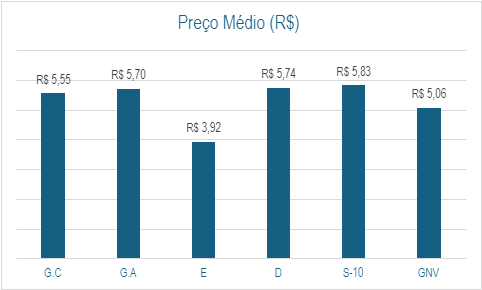 Preço Médio (R$)
R$ 5,55
R$ 5,70
R$ 3,92
R$ 5,74
R$ 5,83
R$ 5,06
G.C
G.A
E
D
S-10
GNV